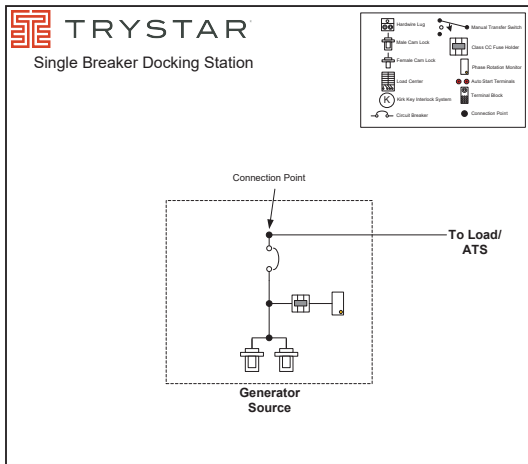 TRYSTAR
Single Breaker Docking Station
Hardwire Lug
Male Cam Lock
Female Cam Lock
Load Center
K
Kirk Key Interlock System
Circuit Breaker
Manual Transfer Switch
Class CC Fuse Holder
Phase Rotation Monitor
Auto Start Terminals
Terminal Block
Connection Point
Connection Point
To Load/
ATS
Generator
Source